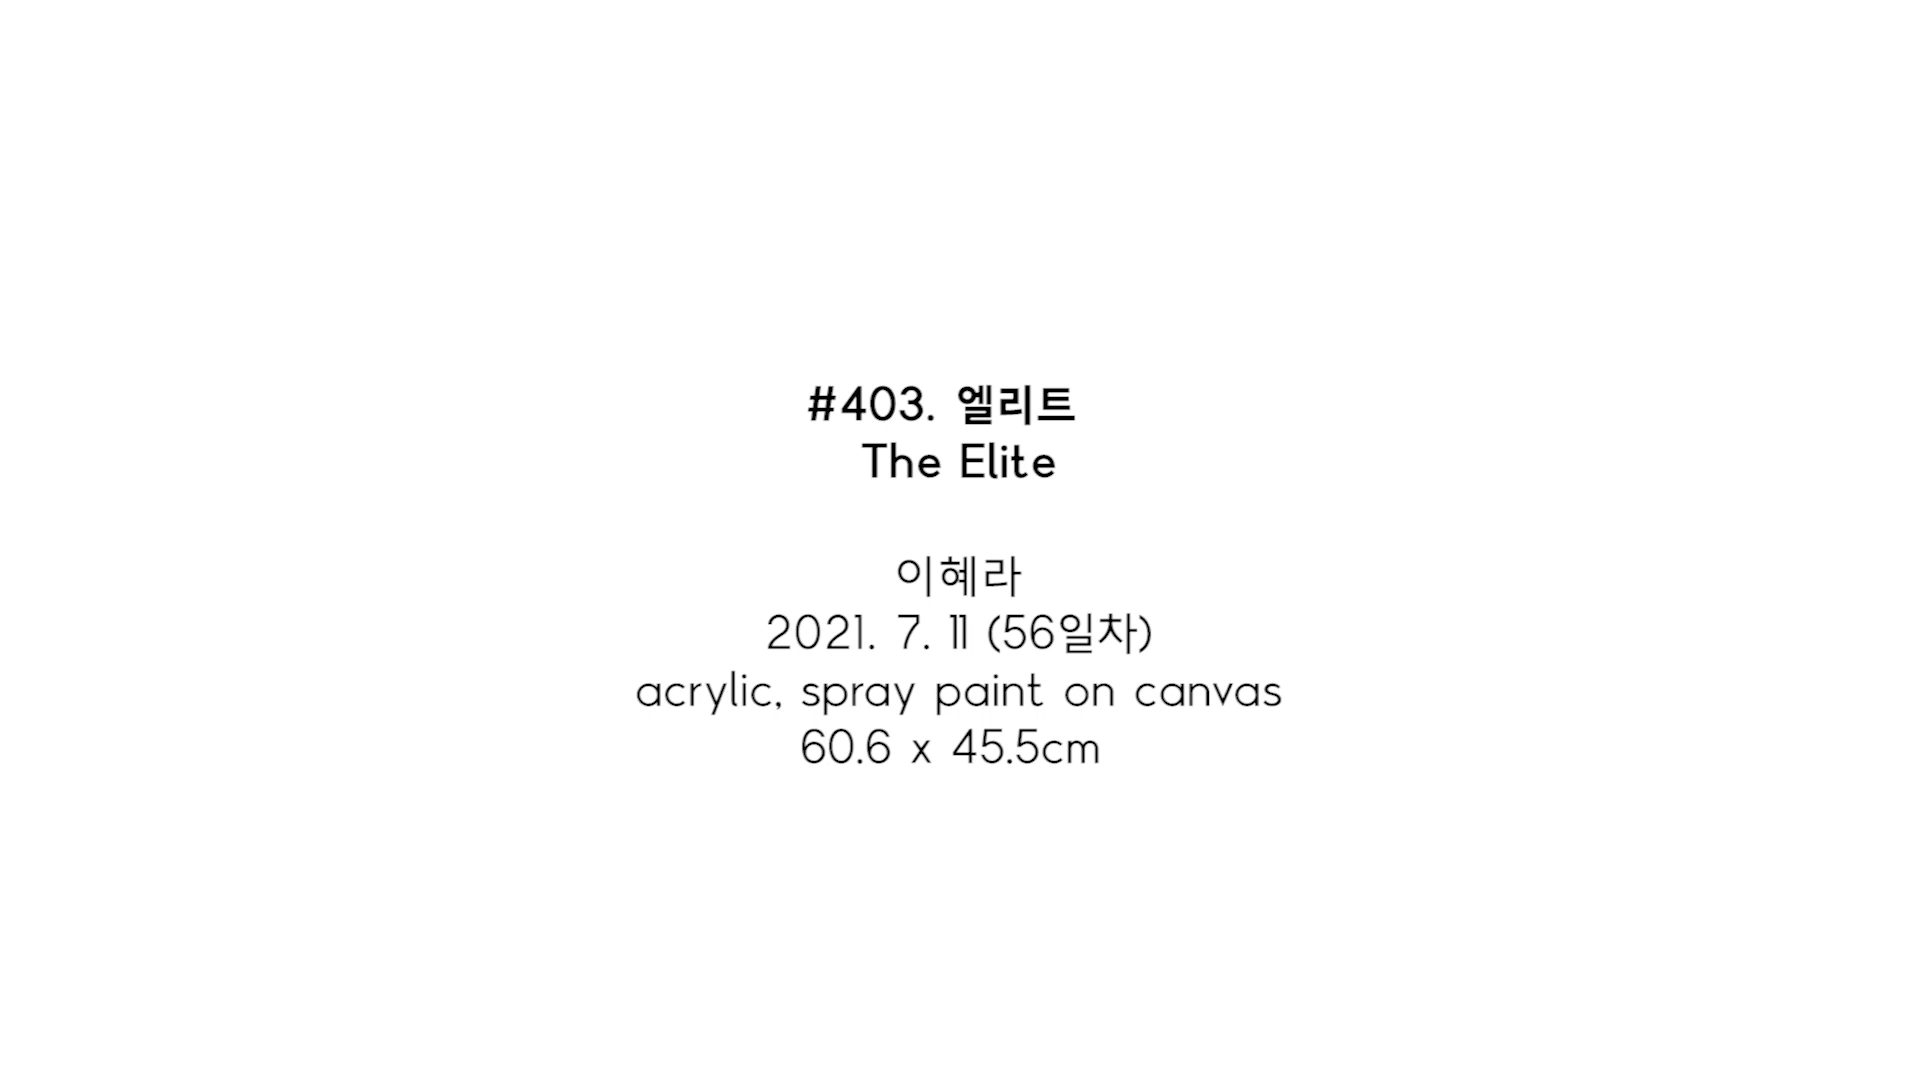 #403. 엘리트
The Elite
이혜라
2021. 7. 11 (56일차)
acrylic, spray paint on canvas
60.6 x 45.5cm